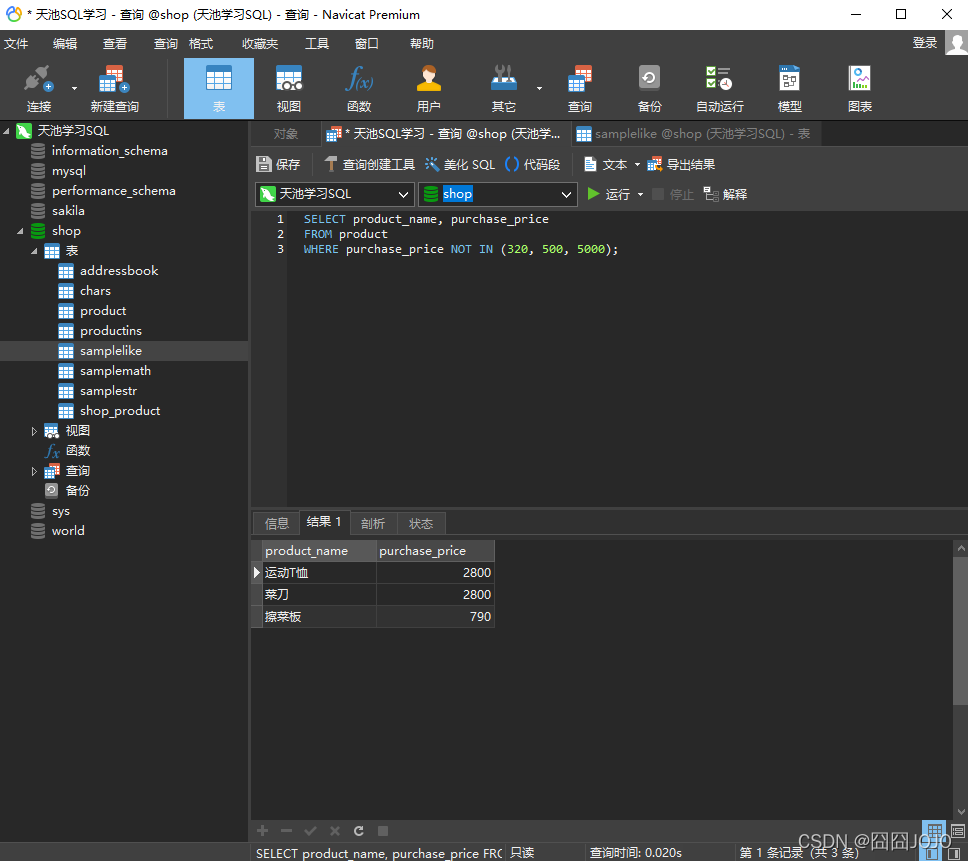 * 天池SQL学习 - 查询 @shop (天池学习SQL) - 查询 - Navicat Premium
文件 编辑 查看 查询 格式 收藏夹 工具 窗口 帮助 登录
连接 新建查询 表 视图 函数 用户 其它 查询 备份 自动运行 模型 图表
天池学习SQL
information_schema
mysql
performance_schema
sakila
shop
表
addressbook
chars
product
productins
samplelike
samplemath
samplestr
shop_product
视图
函数
查询
备份
sys
world
对象 * 天池SQL学习 - 查询 @shop (天池学... samplelike @shop (天池学习SQL) - 表
保存 查询创建工具 美化 SQL () 代码段 文本 导出结果
天池学习SQL shop 运行 停止 解释
1 SELECT product_name, purchase_price
2 FROM product
3 WHERE purchase_price NOT IN (320, 500, 5000);
信息 结果 1 剖析 状态
product_name purchase_price
运动T恤 2800
菜刀 2800
擦菜板 790
CSDN @囧囧JOJO
SELECT product_name, purchase_price FRO 只读 查询时间: 0.020s 第 1 条记录 (共 3 条)